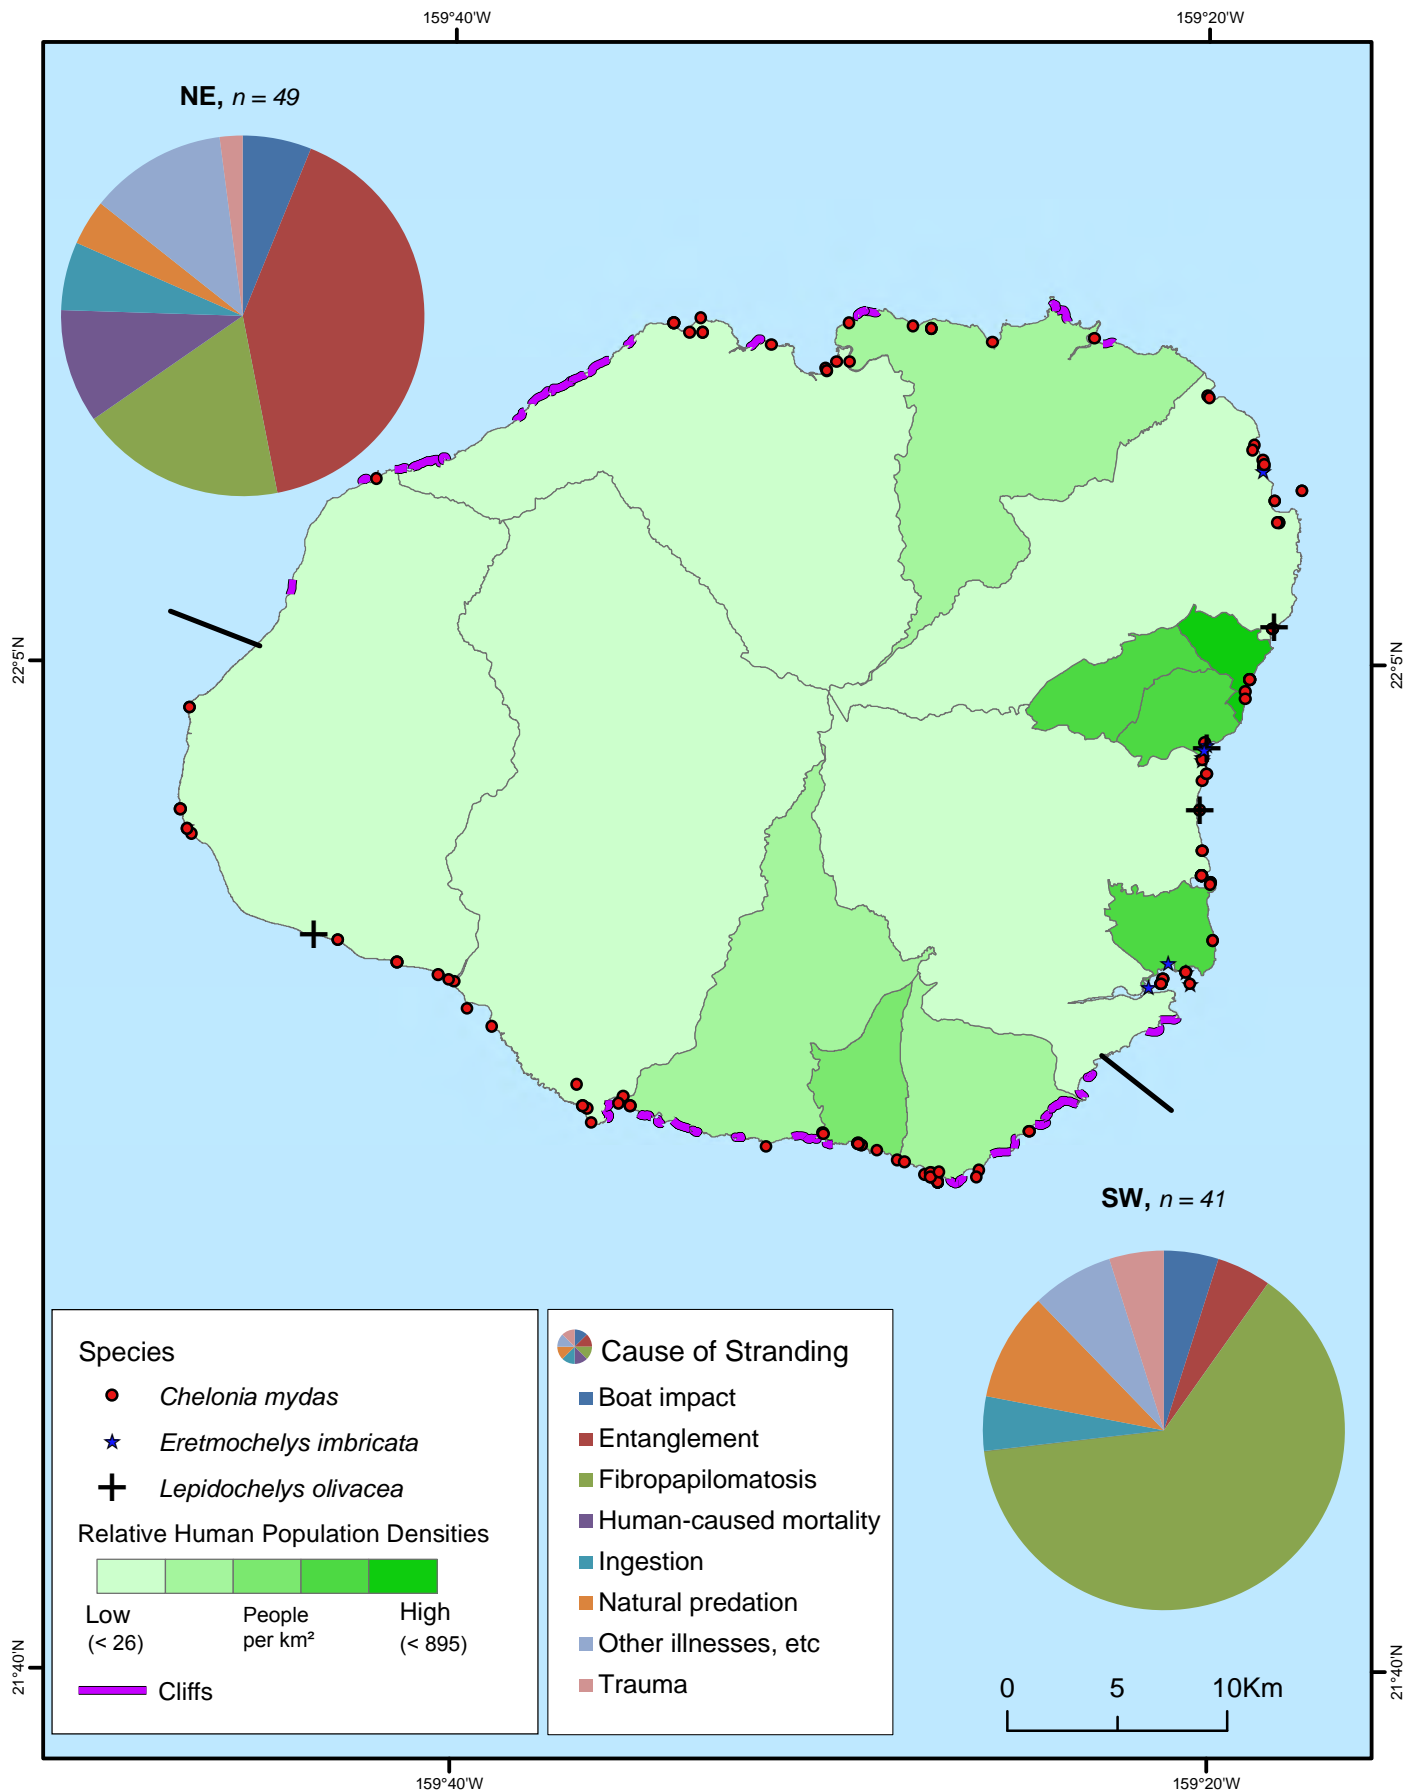 159°40'W
159°20'W
NE, n = 49
22°5'N
22°5'N
SW, n = 41
Species
Chelonia mydas
Eretmochelys imbricata
Lepidochelys olivacea
Relative Human Population Densities
Low
(< 26)
People
per km²
High
(< 895)
Cliffs
Cause of Stranding
Boat impact
Entanglement
Fibropapilomatosis
Human-caused mortality
Ingestion
Natural predation
Other illnesses, etc
Trauma
0 5 10Km
21°40'N
21°40'N
159°40'W
159°20'W